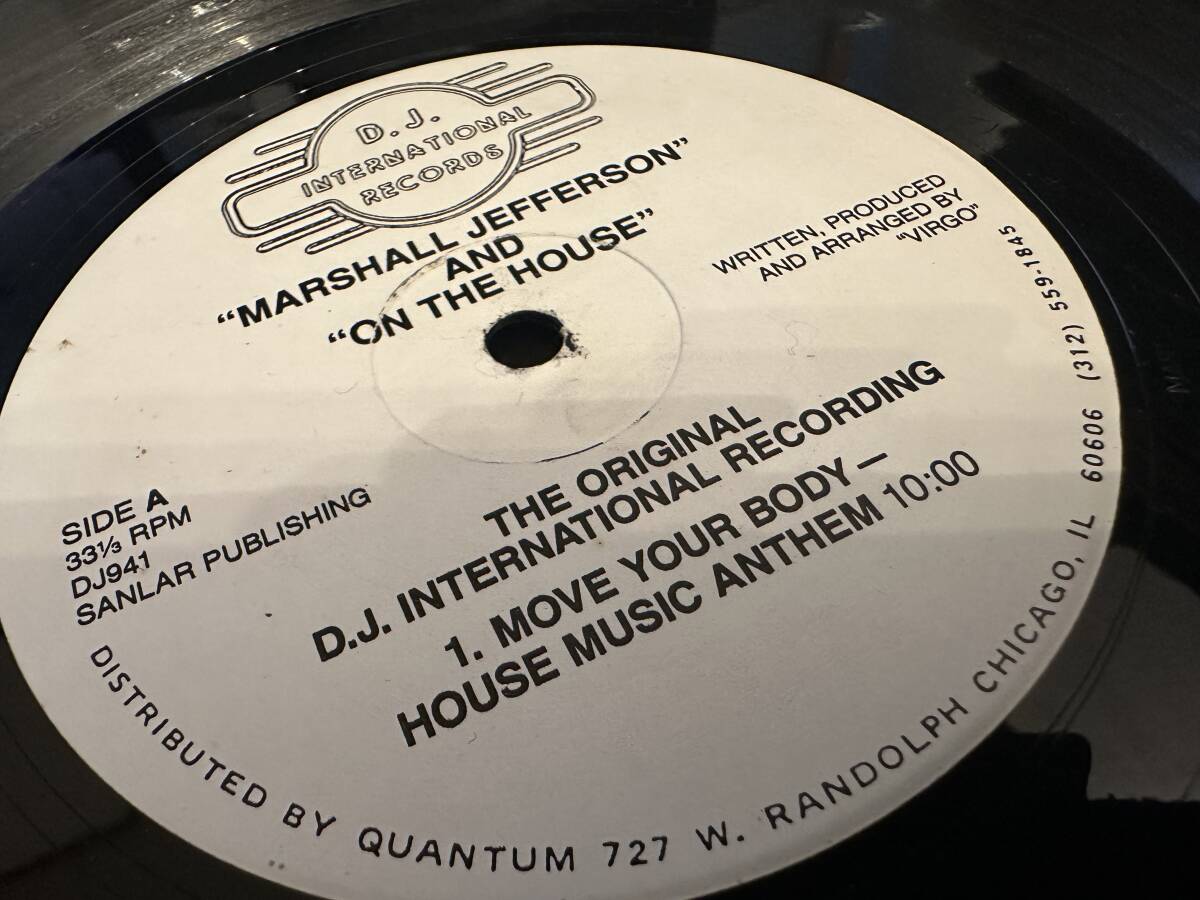 D.J.
INTERNATIONAL
RECORDS
“MARSHALL JEFFERSON”
AND
“ON THE HOUSE”
WRITTEN, PRODUCED
AND ARRANGED BY
“VIRGO”
SIDE A
33⅓ RPM
DJ941
SANLAR PUBLISHING
THE ORIGINAL
D.J. INTERNATIONAL RECORDING
1. MOVE YOUR BODY—
HOUSE MUSIC ANTHEM 10:00
DISTRIBUTED BY QUANTUM 727 W. RANDOLPH CHICAGO, IL 60606 (312) 559-1845